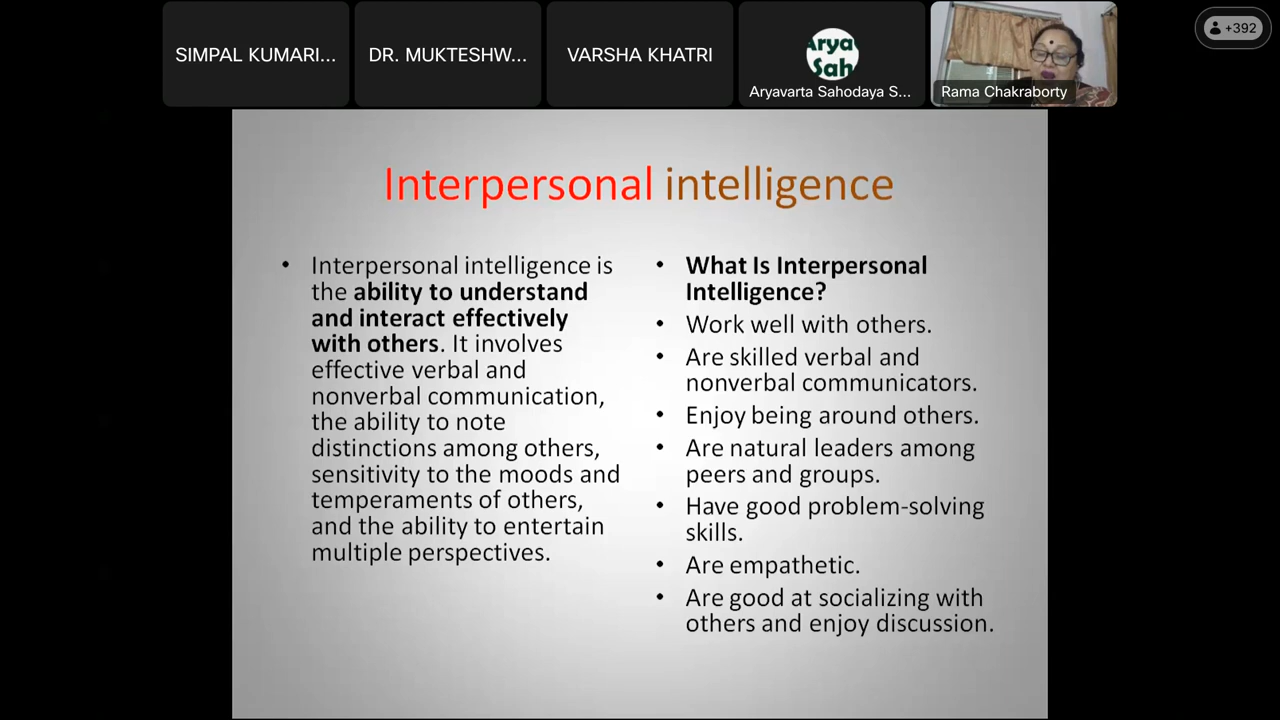 SIMPAL KUMARI...
DR. MUKTESHW...
VARSHA KHATRI
Arya
Sah
Aryavarta Sahodaya S...
Rama Chakraborty
+392
Interpersonal intelligence
• Interpersonal intelligence is
the ability to understand
and interact effectively
with others. It involves
effective verbal and
nonverbal communication,
the ability to note
distinctions among others,
sensitivity to the moods and
temperaments of others,
and the ability to entertain
multiple perspectives.
• What Is Interpersonal
Intelligence?
• Work well with others.
• Are skilled verbal and
nonverbal communicators.
• Enjoy being around others.
• Are natural leaders among
peers and groups.
• Have good problem-solving
skills.
• Are empathetic.
• Are good at socializing with
others and enjoy discussion.